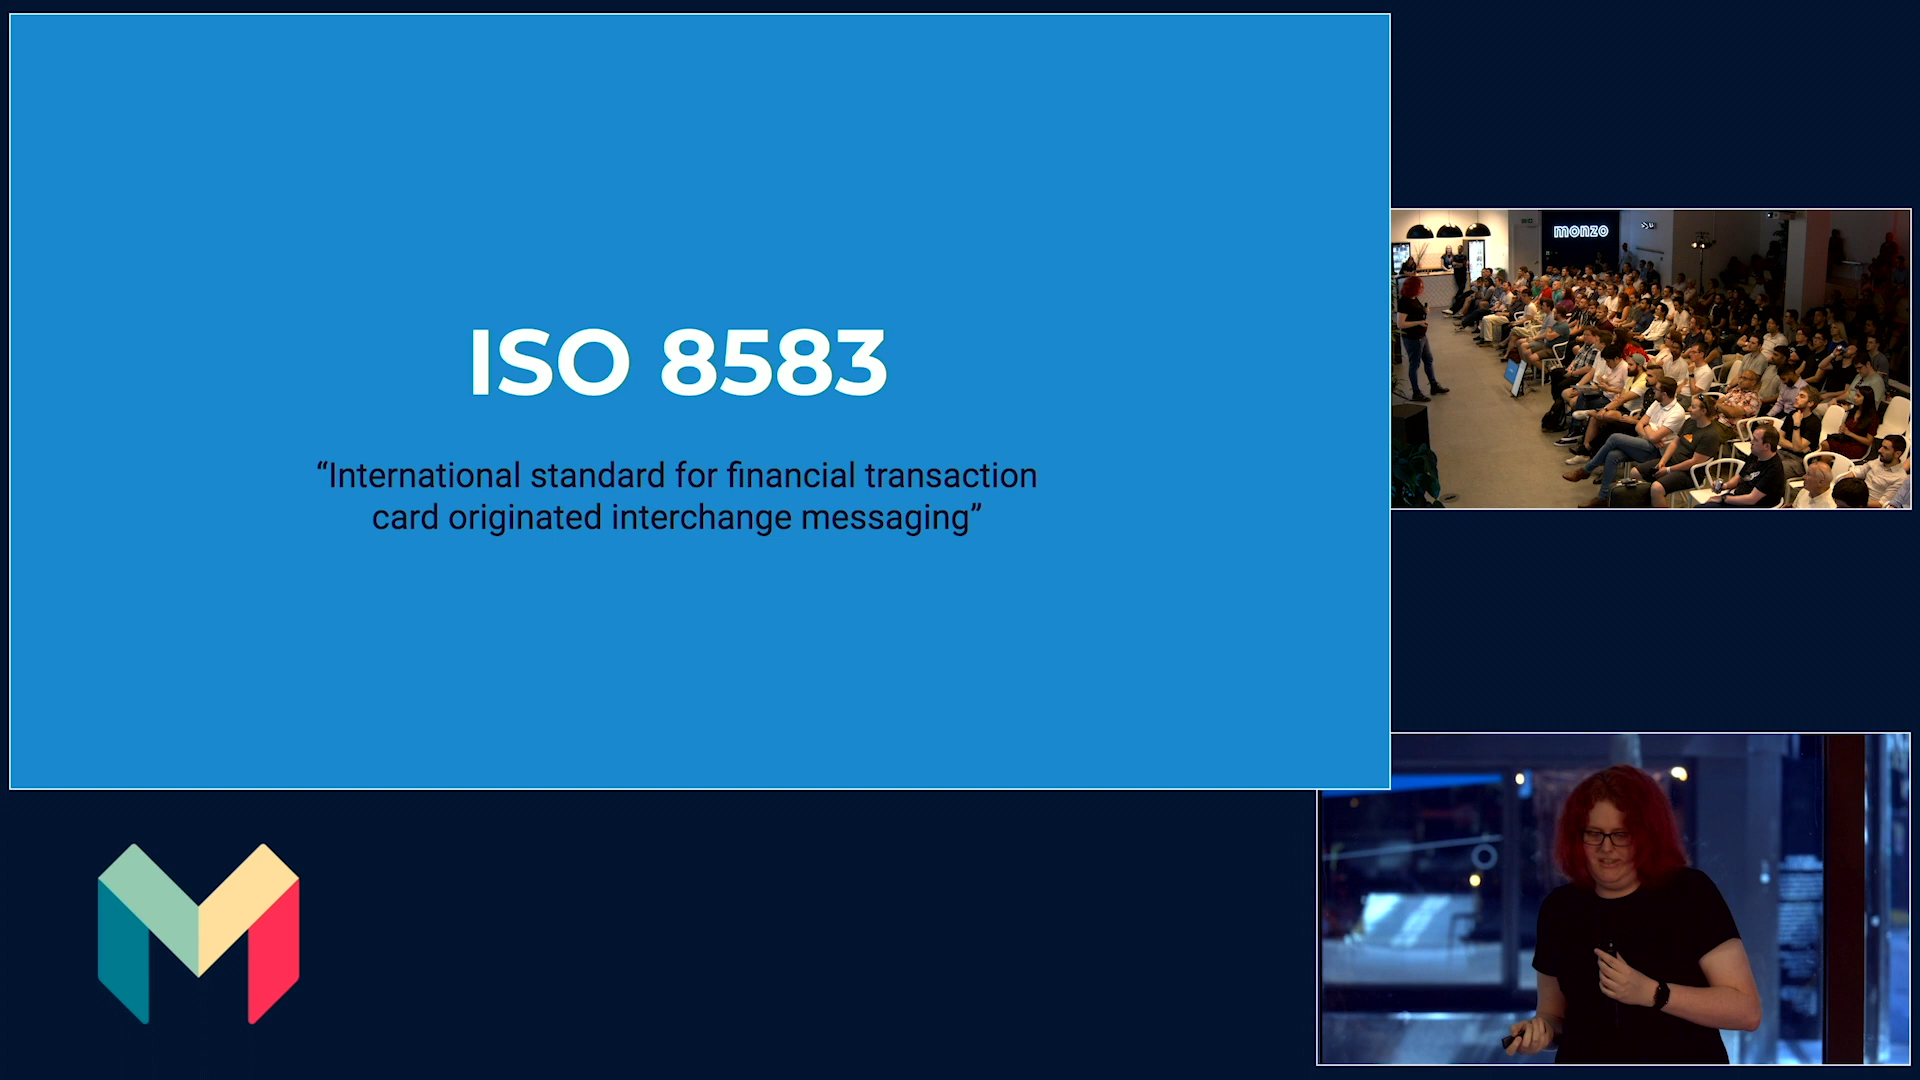 ISO 8583
“International standard for financial transaction
card originated interchange messaging”
monzo